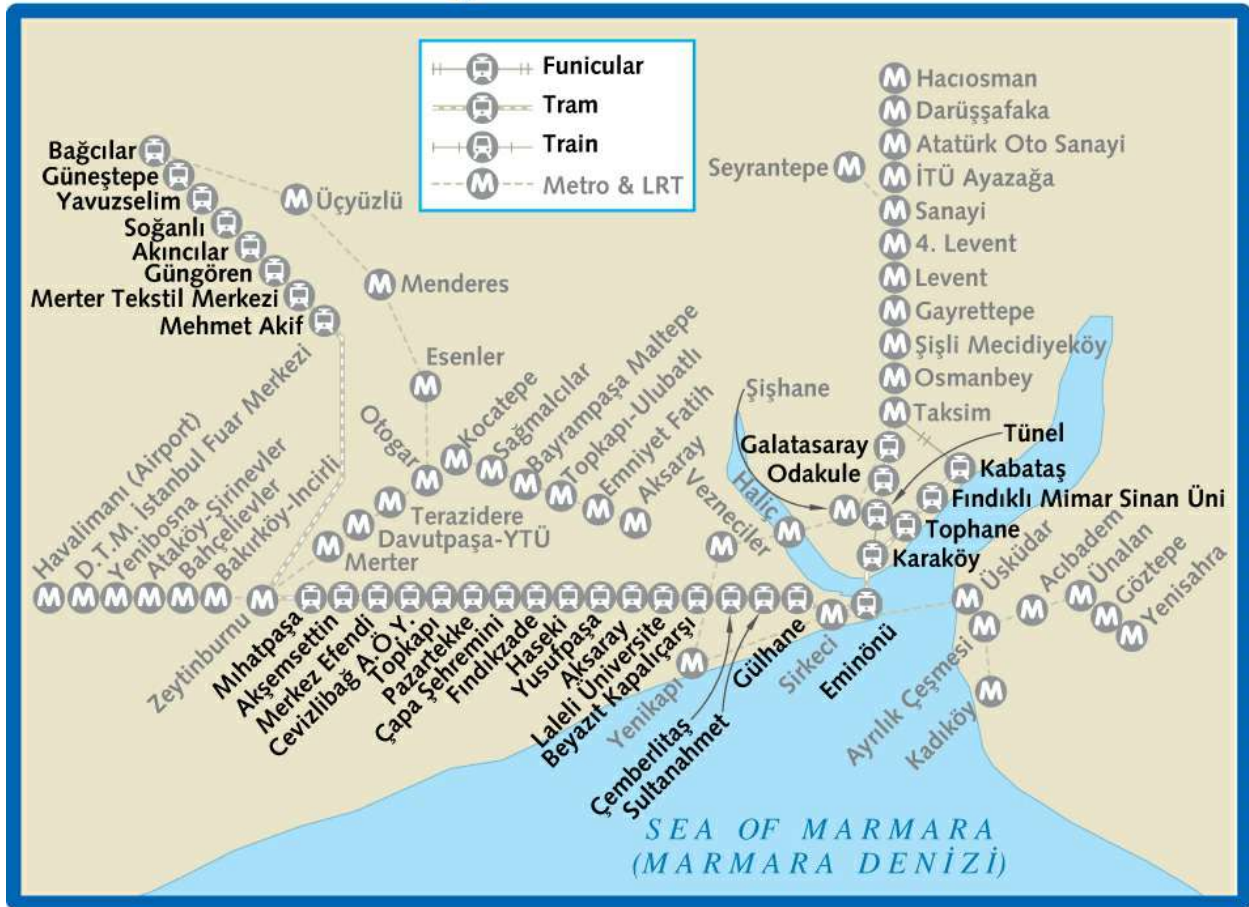 Funicular
Tram
Train
Metro & LRT
Bağcılar
Güneştepe
Yavuzselim
Soğanlı
Akıncılar
Güngören
Merter Tekstil Merkezi
Mehmet Akif
Üçyüzlü
Menderes
Esenler
Otogar
Kocatepe
Sağmalcılar
Bayrampaşa Maltepe
Topkapı-Ulubatlı
Emniyet Fatih
Aksaray
Terazidere
Davutpaşa-YTÜ
Merter
Havalimanı (Airport)
D.T.M. İstanbul Fuar Merkezi
Yenibosna
Ataköy-Şirinevler
Bahçelievler
Bakırköy-Incirli
Zeytinburnu
Mıhatpaşa
Akşemsettin
Merkez Efendi
Cevizlibağ A.Ö.Y.
Topkapı
Pazartekke
Çapa Şehremini
Fındıkzade
Haseki
Yusufpaşa
Aksaray
Laleli Üniversite
Beyazıt Kapalıçarşı
Çemberlitaş
Sultanahmet
Gülhane
Sirkeci
Eminönü
Yenikapı
Vezneciler
Haliç
Şişhane
Seyrantepe
Hacıosman
Darüşşafaka
Atatürk Oto Sanayi
İTÜ Ayazağa
Sanayi
4. Levent
Levent
Gayrettepe
Şişli Mecidiyeköy
Osmanbey
Taksim
Galatasaray
Odakule
Tünel
Kabataş
Fındıklı Mimar Sinan Üni
Tophane
Karaköy
Üsküdar
Acıbadem
Ünalan
Göztepe
Yenisahra
Ayrılık Çeşmesi
Kadıköy
SEA OF MARMARA
(MARMARA DENİZİ)